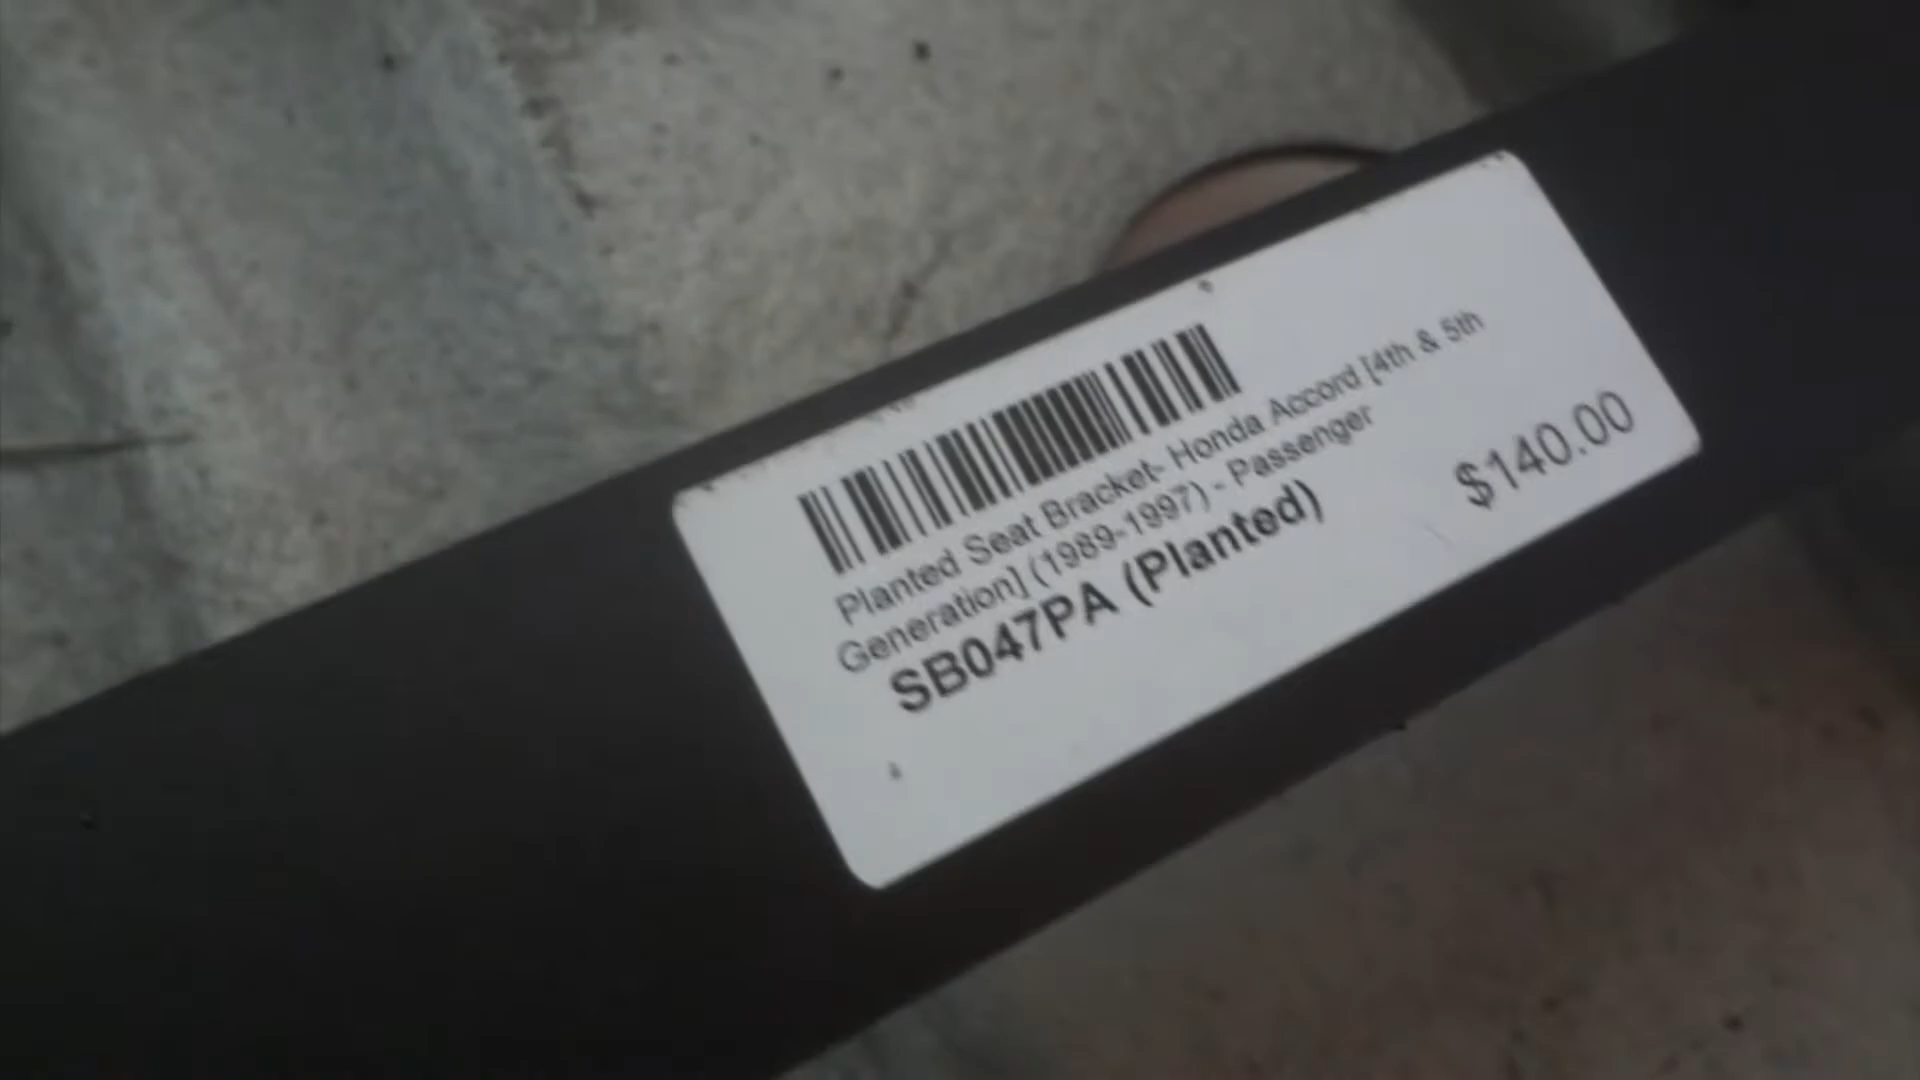 Planted Seat Bracket- Honda Accord [4th & 5th
Generation] (1989-1997) - Passenger
SB047PA (Planted)
$140.00